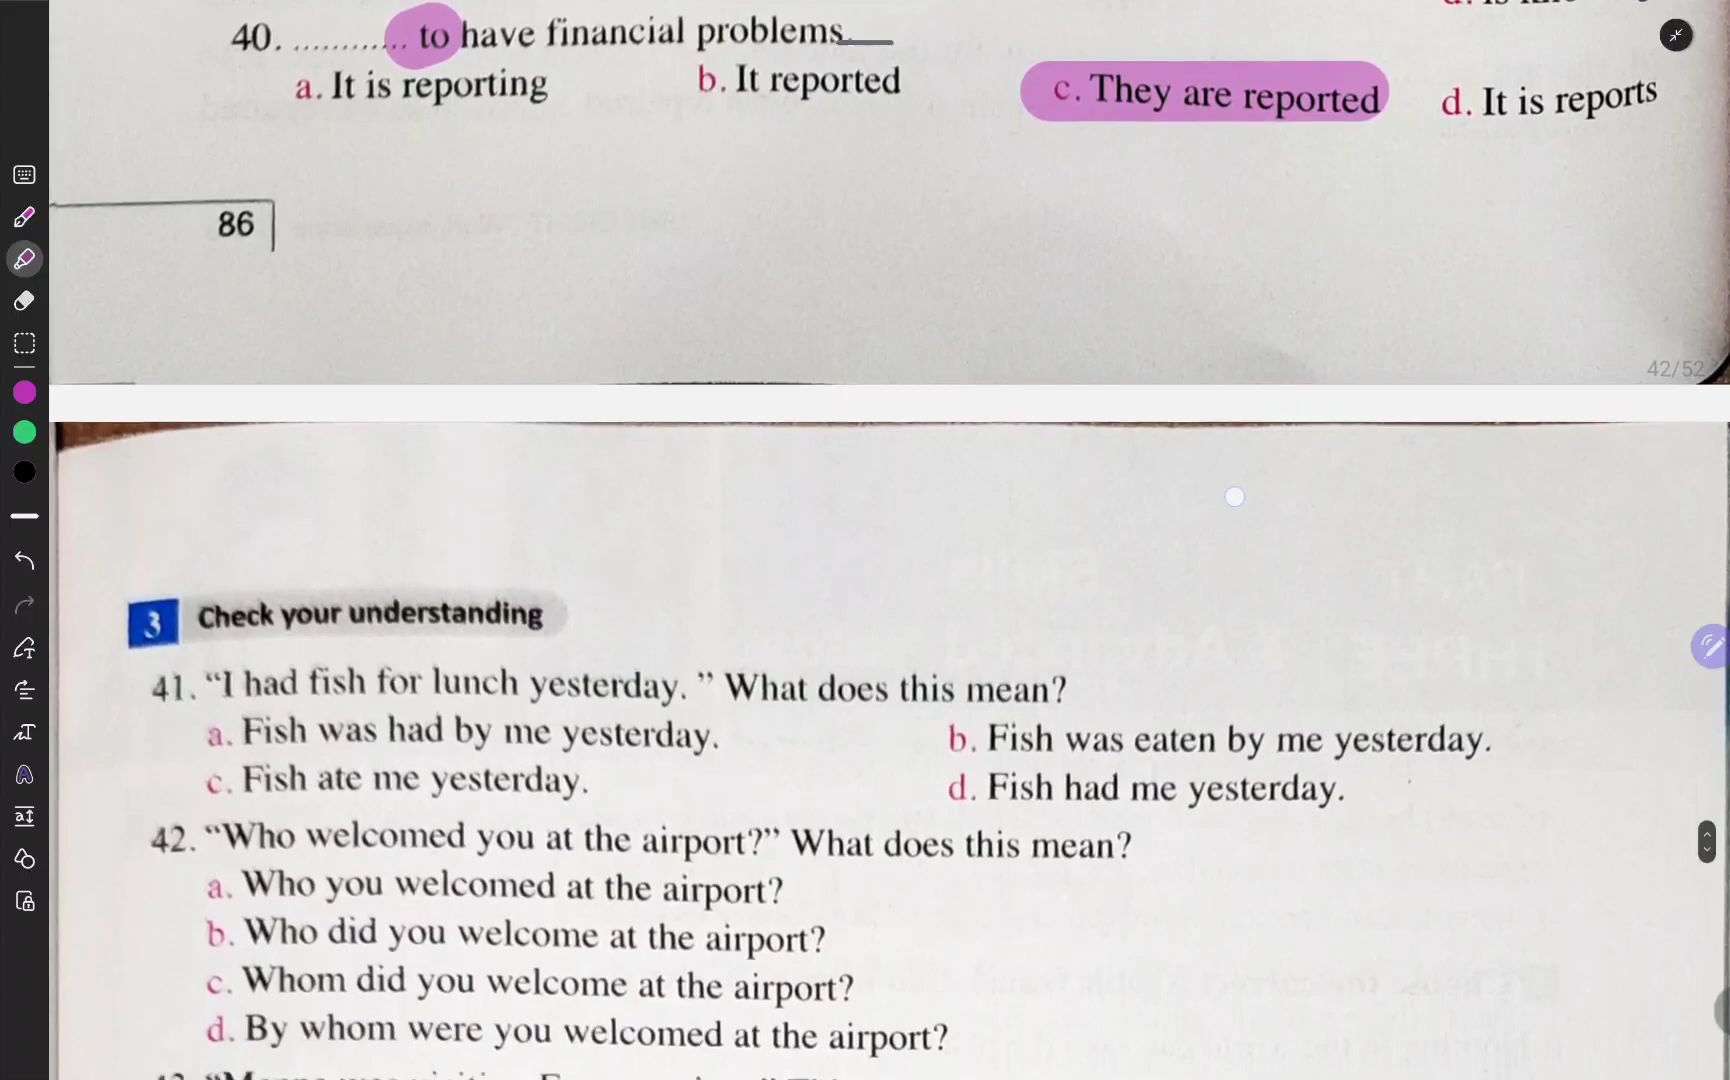 40. ............ to have financial problems.
a. It is reporting b. It reported c. They are reported d. It is reports
86
42/52
3 Check your understanding
41. “I had fish for lunch yesterday. ” What does this mean?
a. Fish was had by me yesterday. b. Fish was eaten by me yesterday.
c. Fish ate me yesterday. d. Fish had me yesterday.
42. “Who welcomed you at the airport?” What does this mean?
a. Who you welcomed at the airport?
b. Who did you welcome at the airport?
c. Whom did you welcome at the airport?
d. By whom were you welcomed at the airport?